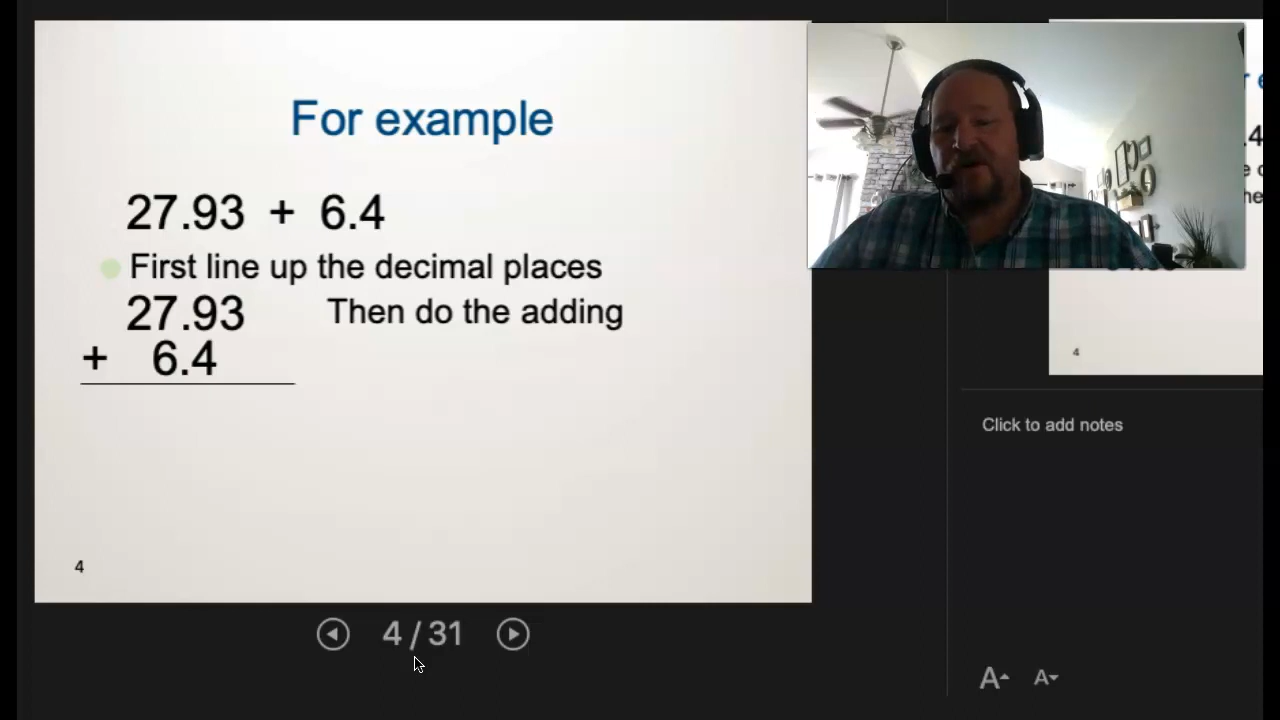 For example
27.93 + 6.4
First line up the decimal places
27.93 Then do the adding
+ 6.4
4
4 / 31
4
Click to add notes
A A